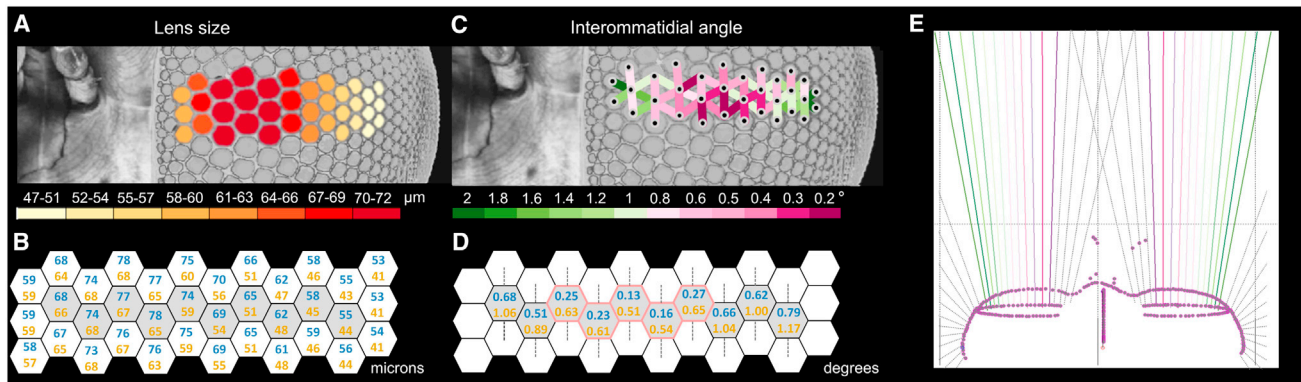 A
Lens size
47-51 52-54 55-57 58-60 61-63 64-66 67-69 70-72 μm
B
68 78 75 66 58 53
64 68 60 51 46 41
59 74 77 70 62 55
59 68 65 56 47 43
68 77 74 65 58 53
66 67 59 51 45 41
59 74 78 69 62 55
59 68 65 54 48 44
67 76 75 61 59 54
65 67 59 51 46 41
58 73 76 69 61 56
57 68 63 55 48 44
microns
C
Interommatidial angle
2 1.8 1.6 1.4 1.2 1 0.8 0.6 0.5 0.4 0.3 0.2°
D
0.68 0.25 0.13 0.27 0.62
1.06 0.63 0.51 0.65 1.00
0.51 0.23 0.16 0.66 0.79
0.89 0.61 0.54 1.04 1.17
degrees
E